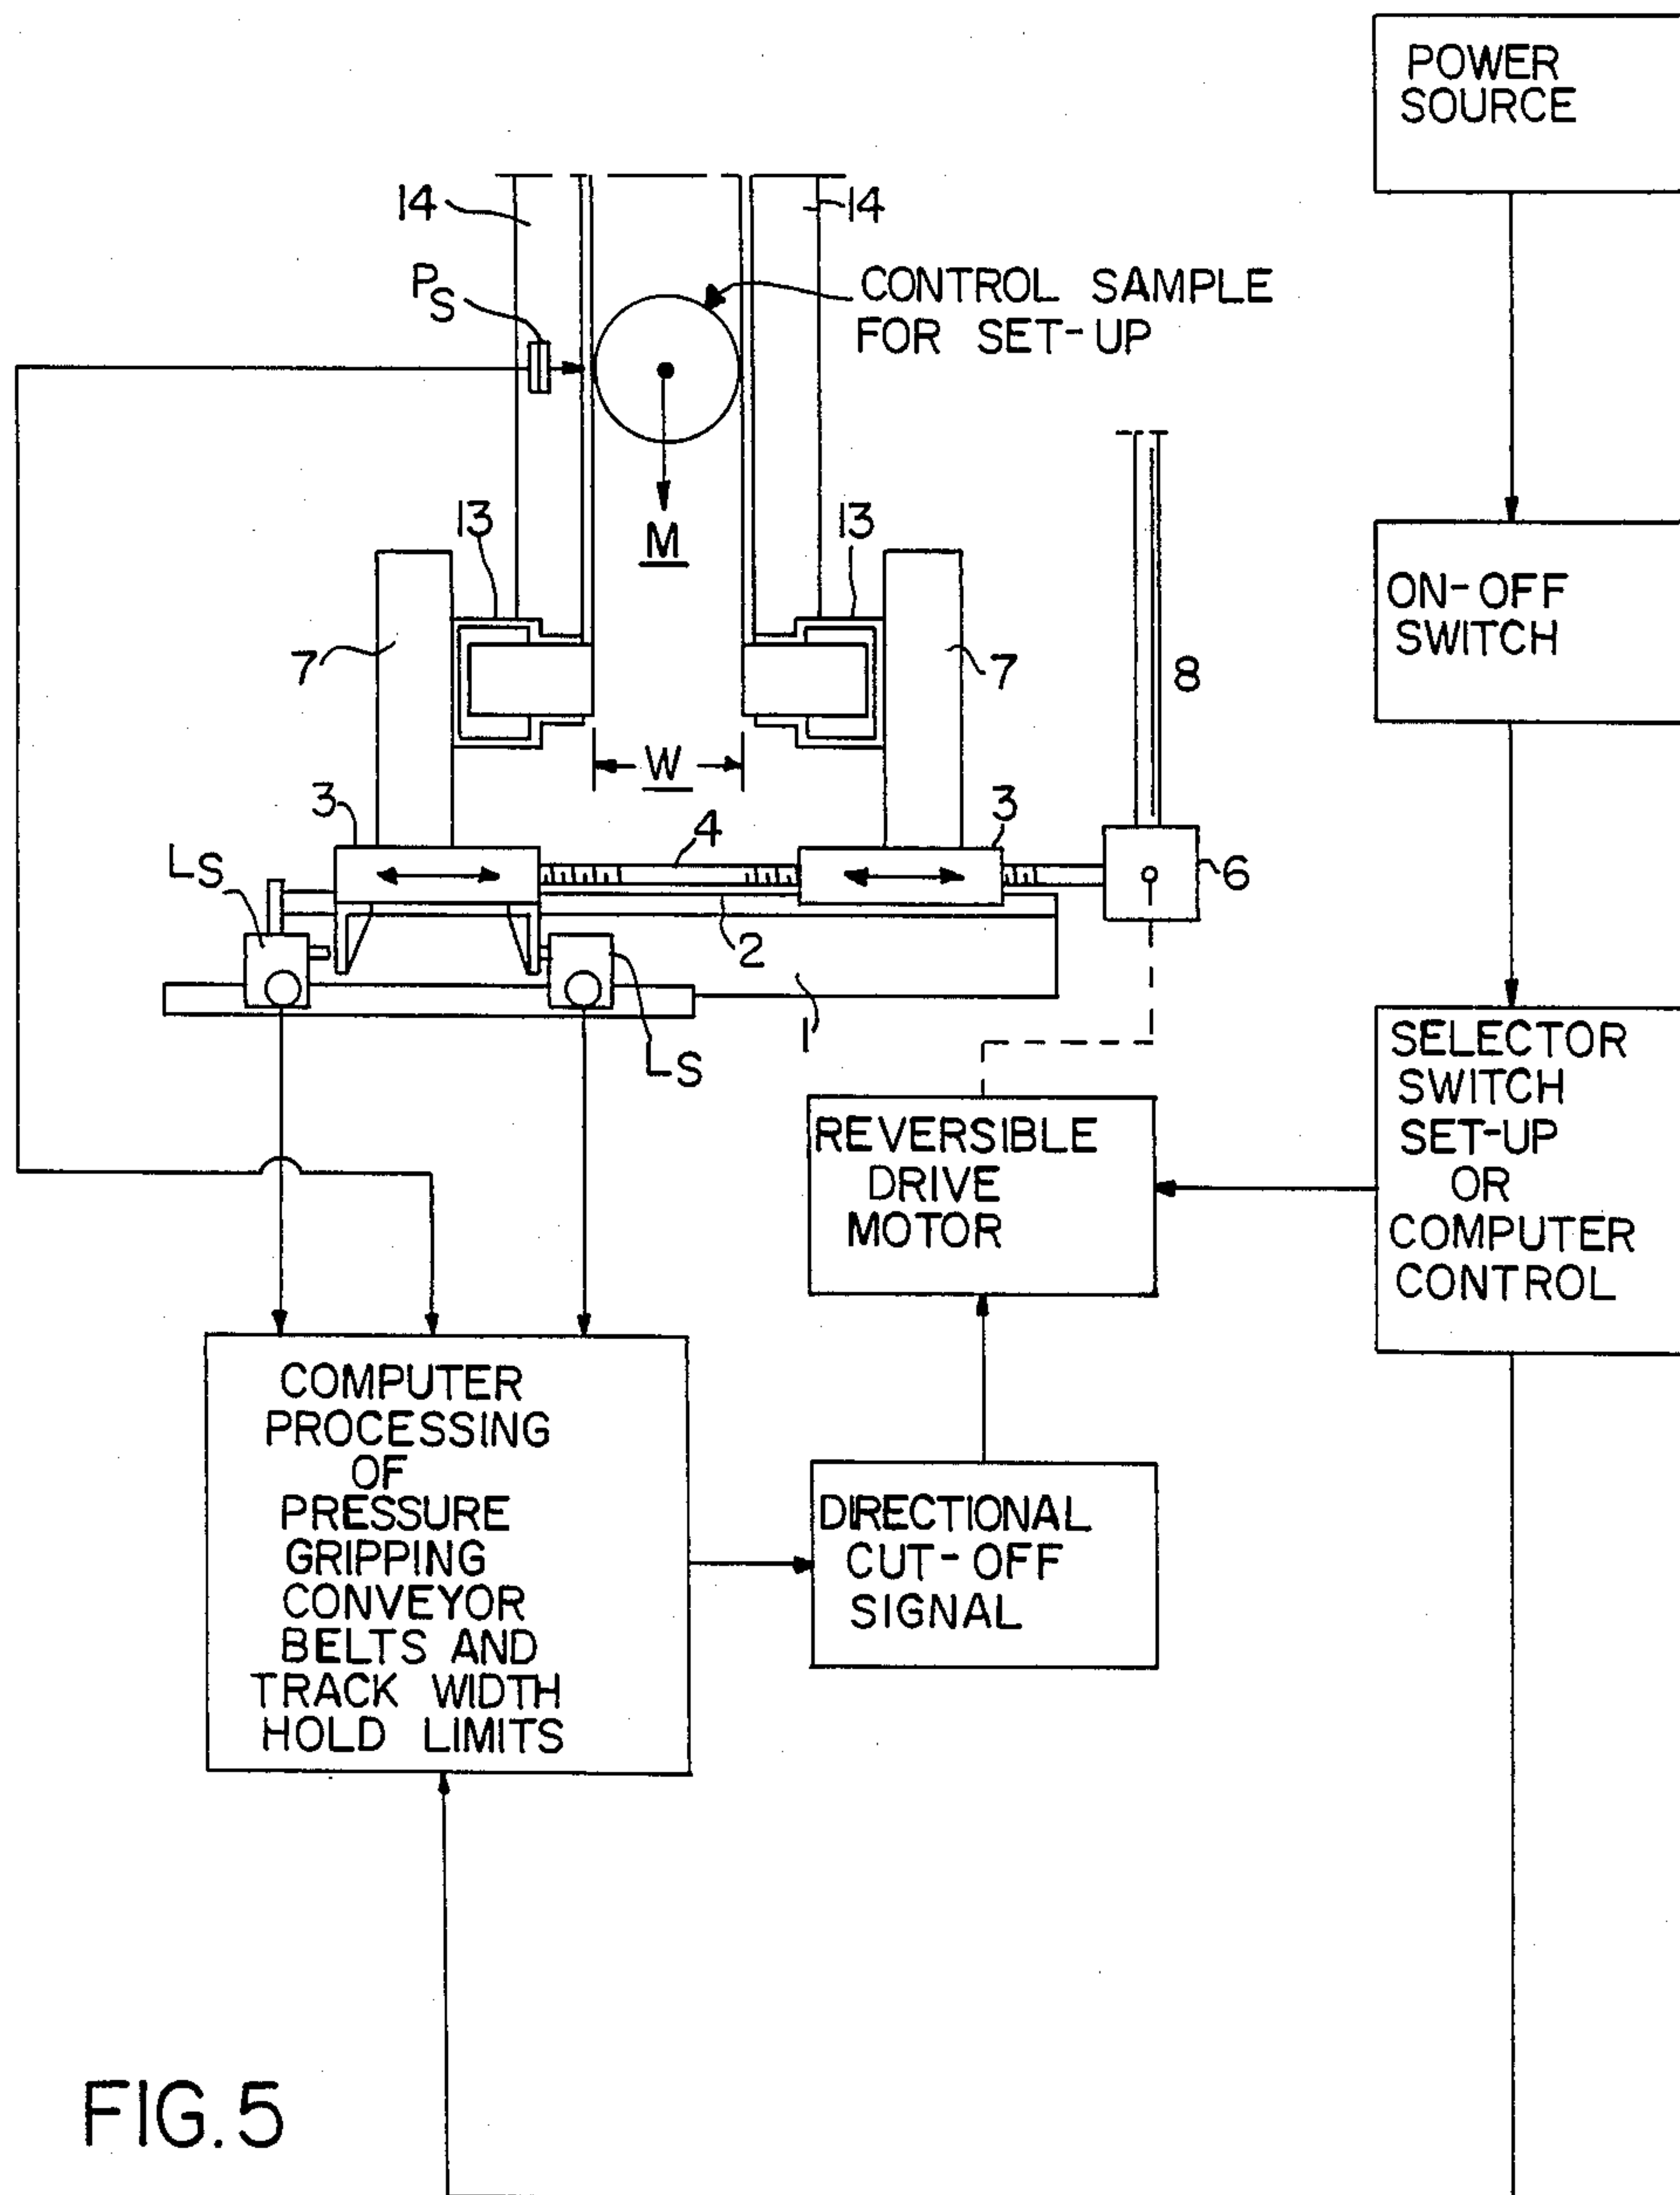 POWER
SOURCE
14
14
PS
CONTROL SAMPLE
FOR SET-UP
13
13
M
ON-OFF
SWITCH
7
7
8
W
3
4
3
LS
6
2
LS
1
SELECTOR
SWITCH
SET-UP
OR
COMPUTER
CONTROL
REVERSIBLE
DRIVE
MOTOR
COMPUTER
PROCESSING
OF
PRESSURE
GRIPPING
CONVEYOR
BELTS AND
TRACK WIDTH
HOLD LIMITS
DIRECTIONAL
CUT-OFF
SIGNAL
FIG. 5